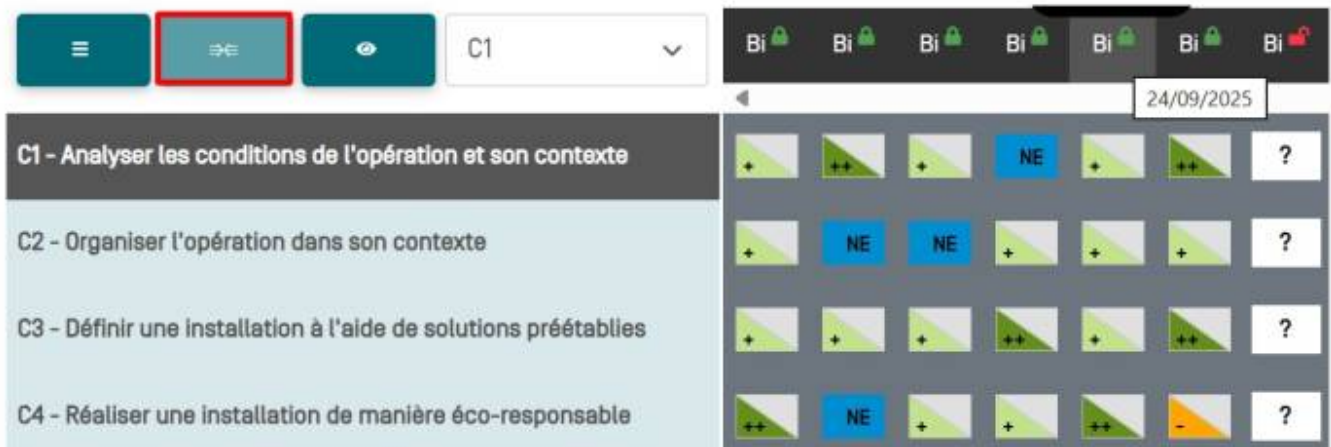 C1
Bi Bi Bi Bi Bi Bi Bi
24/09/2025
C1 - Analyser les conditions de l'opération et son contexte
+ ++ + NE + ++ ?
C2 - Organiser l'opération dans son contexte
+ NE NE + + + ?
C3 - Définir une installation à l'aide de solutions préétablies
+ + + ++ + ++ ?
C4 - Réaliser une installation de manière éco-responsable
++ NE + + ++ - ?